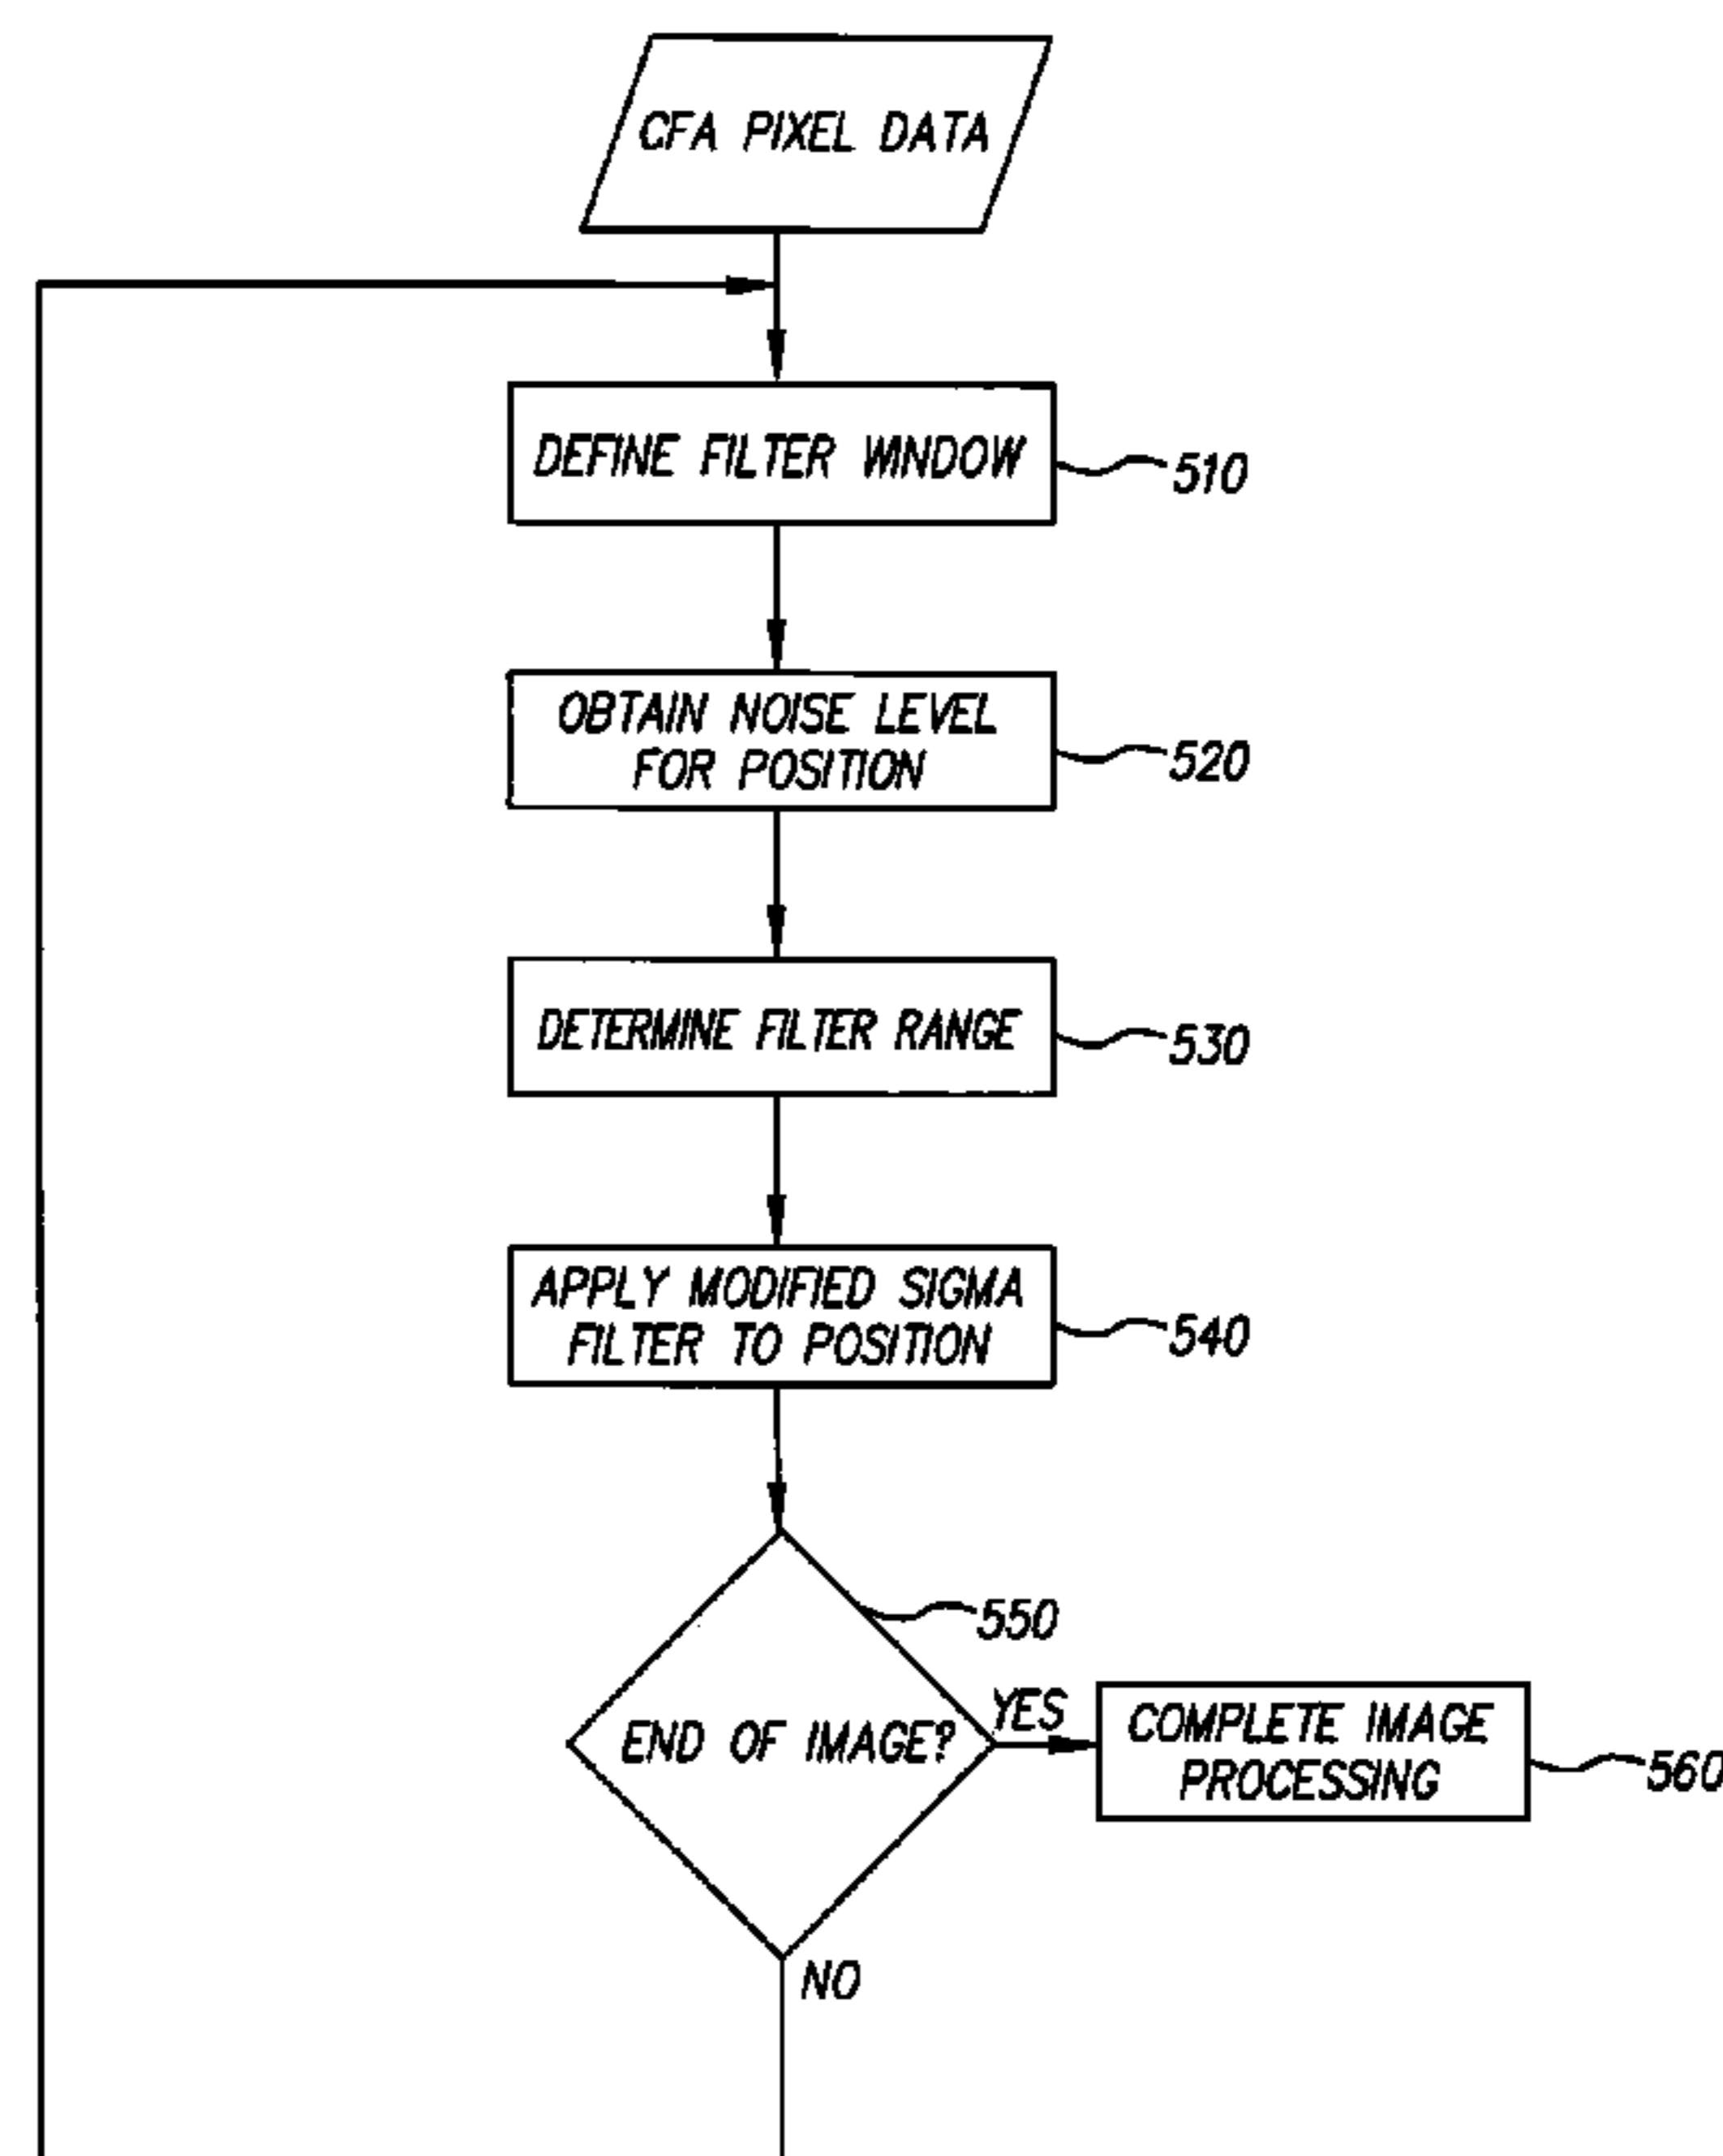 CFA PIXEL DATA
DEFINE FILTER WINDOW
510
OBTAIN NOISE LEVEL
FOR POSITION
520
DETERMINE FILTER RANGE
530
APPLY MODIFIED SIGMA
FILTER TO POSITION
540
550
END OF IMAGE?
YES
COMPLETE IMAGE
PROCESSING
560
NO